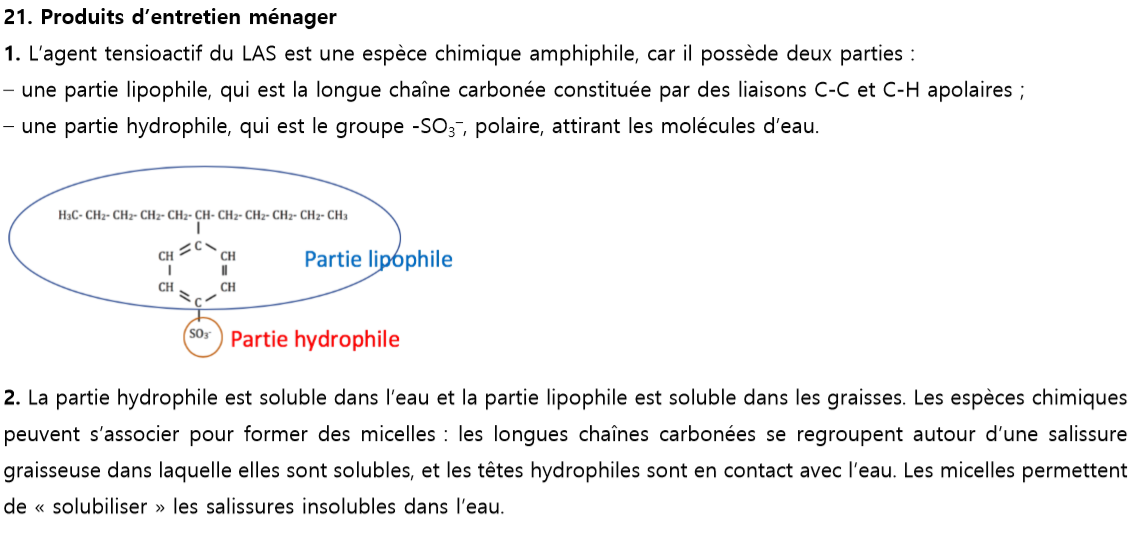 21. Produits d’entretien ménager
1. L’agent tensioactif du LAS est une espèce chimique amphiphile, car il possède deux parties :
– une partie lipophile, qui est la longue chaîne carbonée constituée par des liaisons C-C et C-H apolaires ;
– une partie hydrophile, qui est le groupe -SO₃⁻, polaire, attirant les molécules d’eau.
H₃C- CH₂- CH₂- CH₂- CH₂- CH- CH₂- CH₂- CH₂- CH₂- CH₃
C
CH CH
Partie lipophile
CH CH
C
SO₃⁻
Partie hydrophile
2. La partie hydrophile est soluble dans l’eau et la partie lipophile est soluble dans les graisses. Les espèces chimiques
peuvent s’associer pour former des micelles : les longues chaînes carbonées se regroupent autour d’une salissure
graisseuse dans laquelle elles sont solubles, et les têtes hydrophiles sont en contact avec l’eau. Les micelles permettent
de « solubiliser » les salissures insolubles dans l’eau.